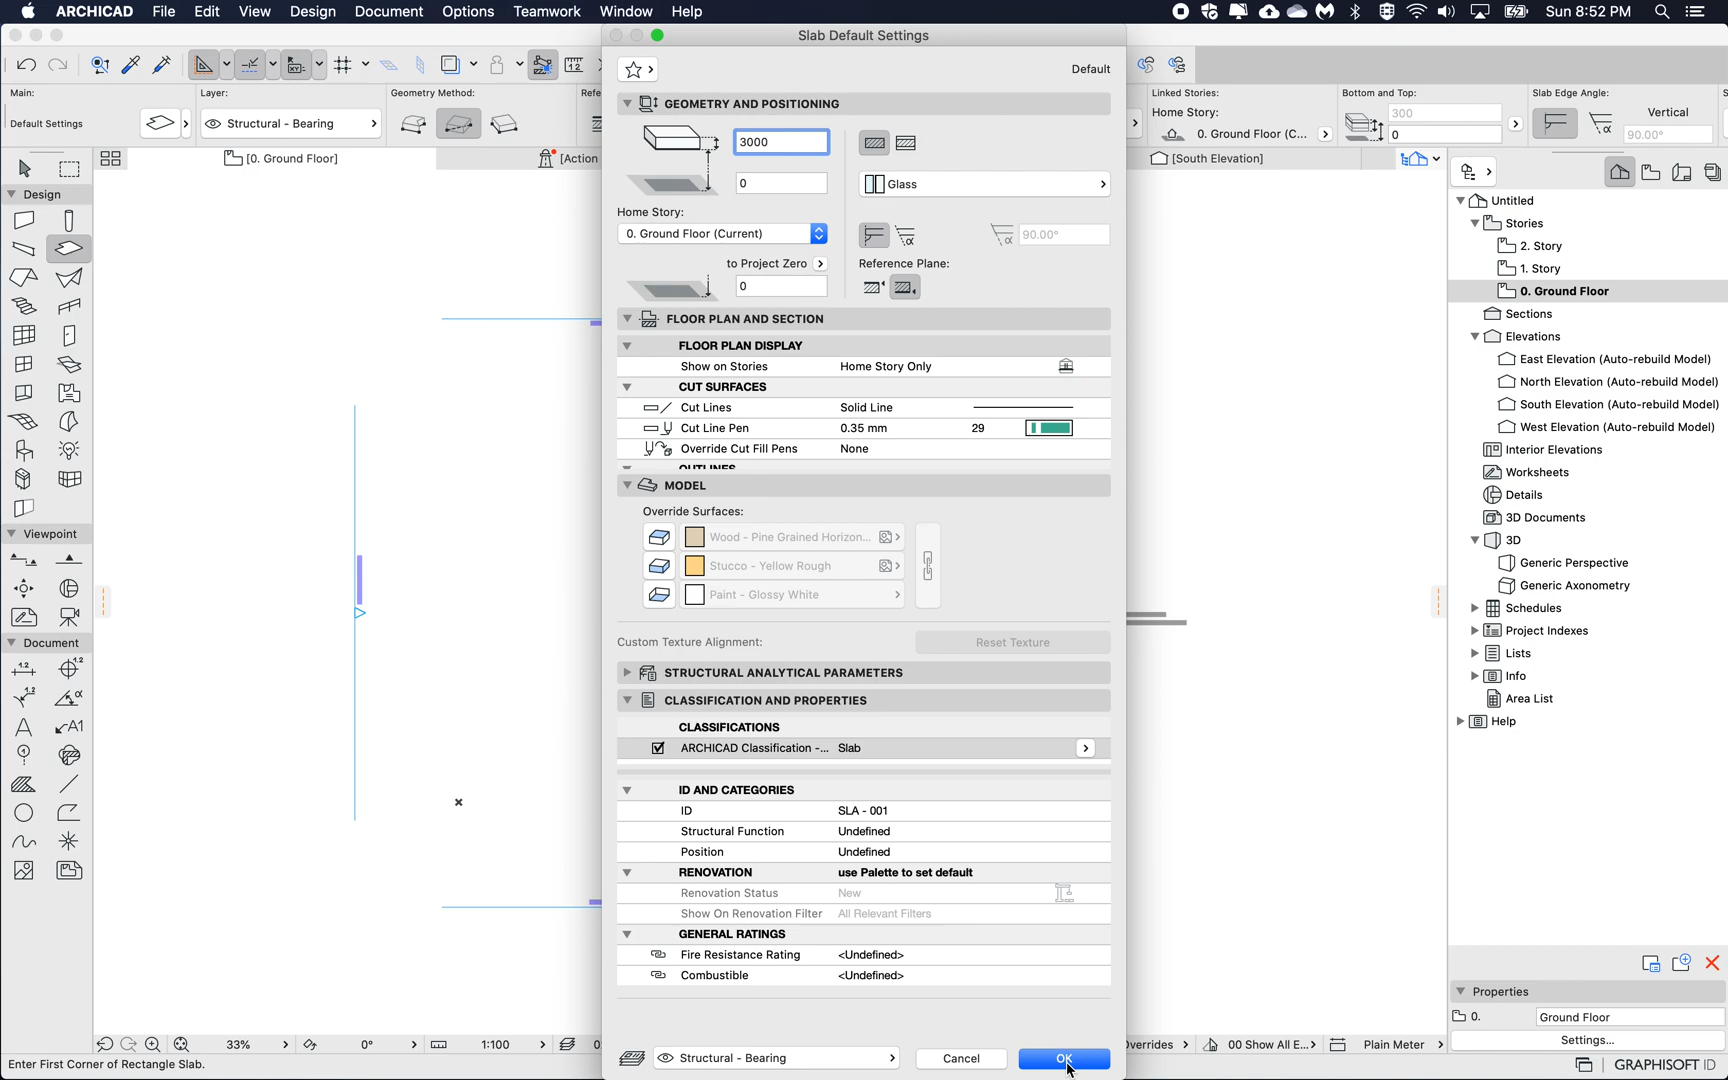 ARCHICAD File Edit View Design Document Options Teamwork Window Help Sun 8:52 PM
Slab Default Settings
Default
Main:
Default Settings
Layer:
Structural - Bearing
Geometry Method:
Refe
Linked Stories:
Home Story:
0. Ground Floor (C...
Bottom and Top:
300
0
Slab Edge Angle:
Vertical
90.00°
[0. Ground Floor]
[Action
[South Elevation]
Design
Viewpoint
Document
GEOMETRY AND POSITIONING
3000
0
Glass
Home Story:
0. Ground Floor (Current)
90.00°
to Project Zero
Reference Plane:
0
FLOOR PLAN AND SECTION
FLOOR PLAN DISPLAY
Show on Stories Home Story Only
CUT SURFACES
Cut Lines Solid Line
Cut Line Pen 0.35 mm 29
Override Cut Fill Pens None
OUTLINES
MODEL
Override Surfaces:
Wood - Pine Grained Horizon...
Stucco - Yellow Rough
Paint - Glossy White
Custom Texture Alignment:
Reset Texture
STRUCTURAL ANALYTICAL PARAMETERS
CLASSIFICATION AND PROPERTIES
CLASSIFICATIONS
ARCHICAD Classification -... Slab
ID AND CATEGORIES
ID SLA - 001
Structural Function Undefined
Position Undefined
RENOVATION use Palette to set default
Renovation Status New
Show On Renovation Filter All Relevant Filters
GENERAL RATINGS
Fire Resistance Rating <Undefined>
Combustible <Undefined>
Structural - Bearing
Cancel
OK
Untitled
Stories
2. Story
1. Story
0. Ground Floor
Sections
Elevations
East Elevation (Auto-rebuild Model)
North Elevation (Auto-rebuild Model)
South Elevation (Auto-rebuild Model)
West Elevation (Auto-rebuild Model)
Interior Elevations
Worksheets
Details
3D Documents
3D
Generic Perspective
Generic Axonometry
Schedules
Project Indexes
Lists
Info
Area List
Help
Properties
0. Ground Floor
Settings...
33% 0° 1:100 0
Overrides 00 Show All E... Plain Meter
Enter First Corner of Rectangle Slab.
GRAPHISOFT ID